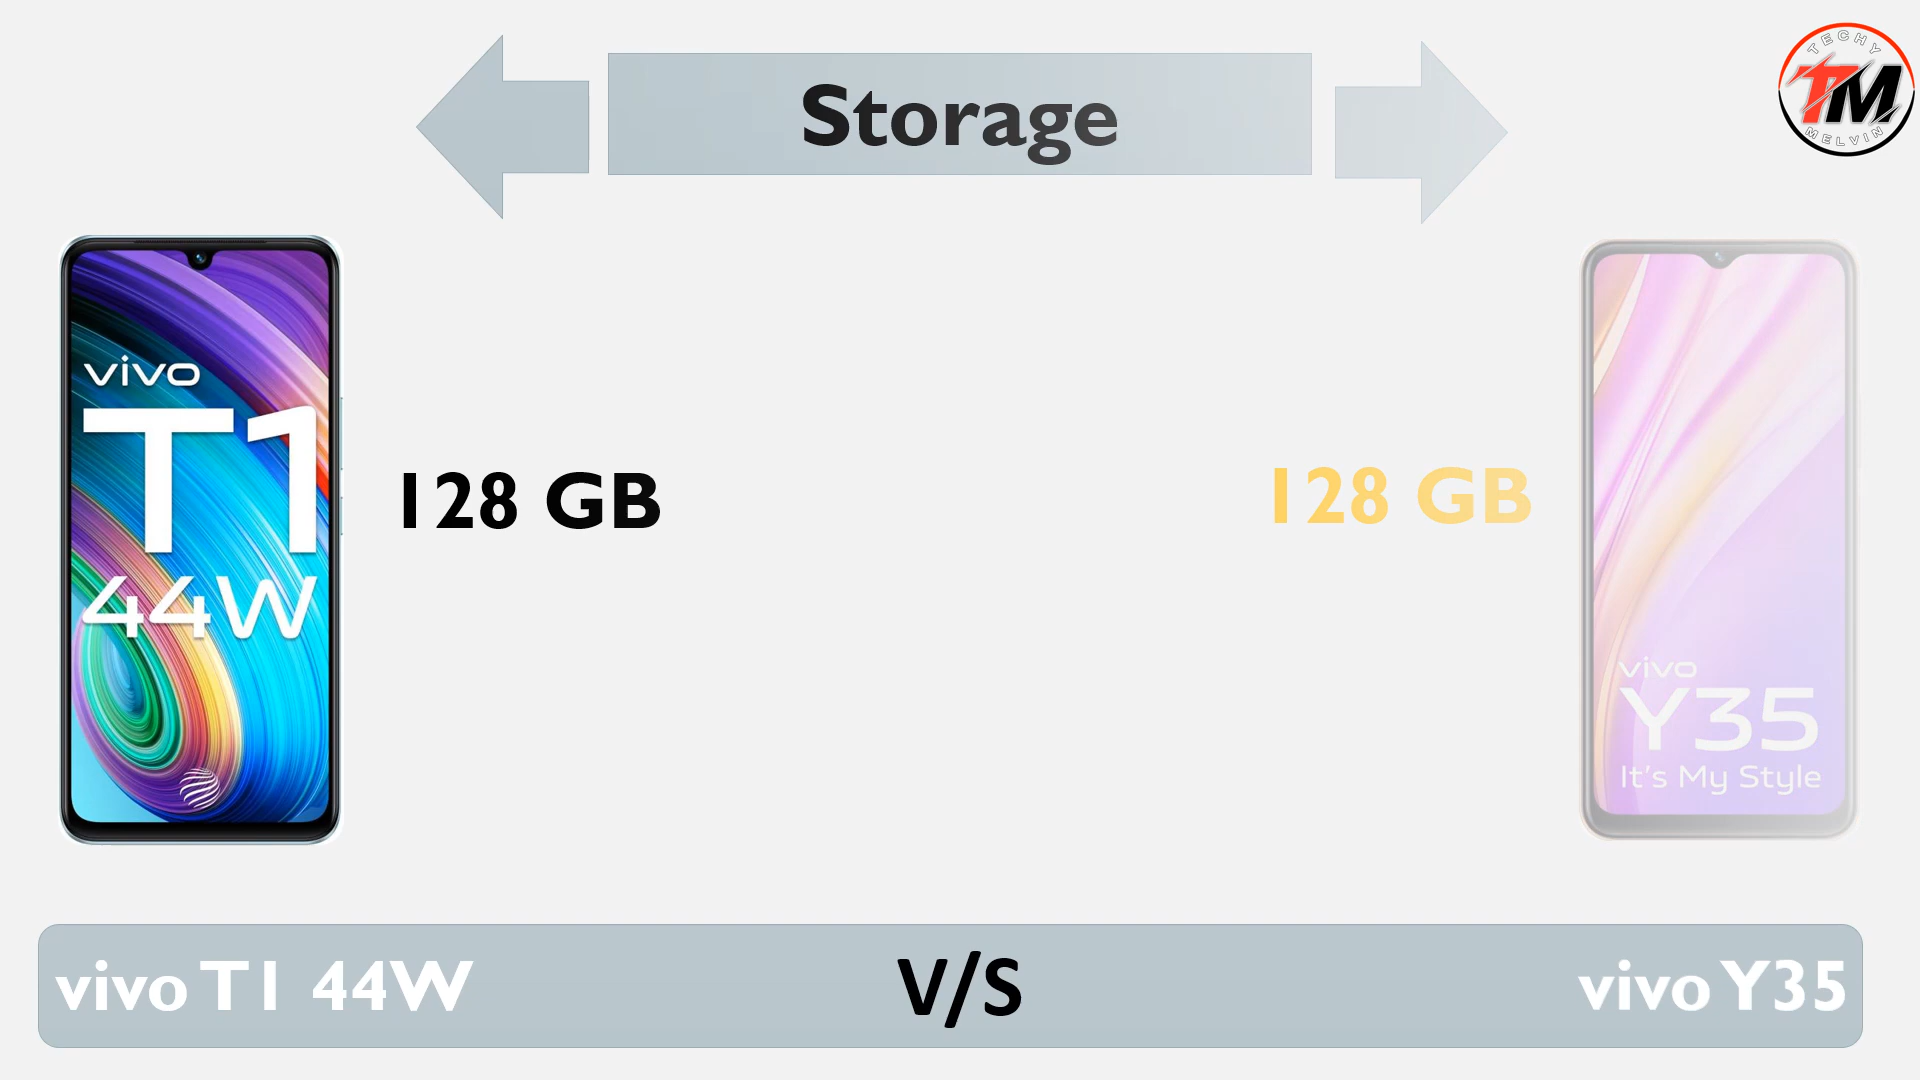 Storage
TECHY
TM
MELVIN
vivo
T1
44W
128 GB
128 GB
vivo
Y35
It's My Style
vivo T1 44W
V/S
vivo Y35